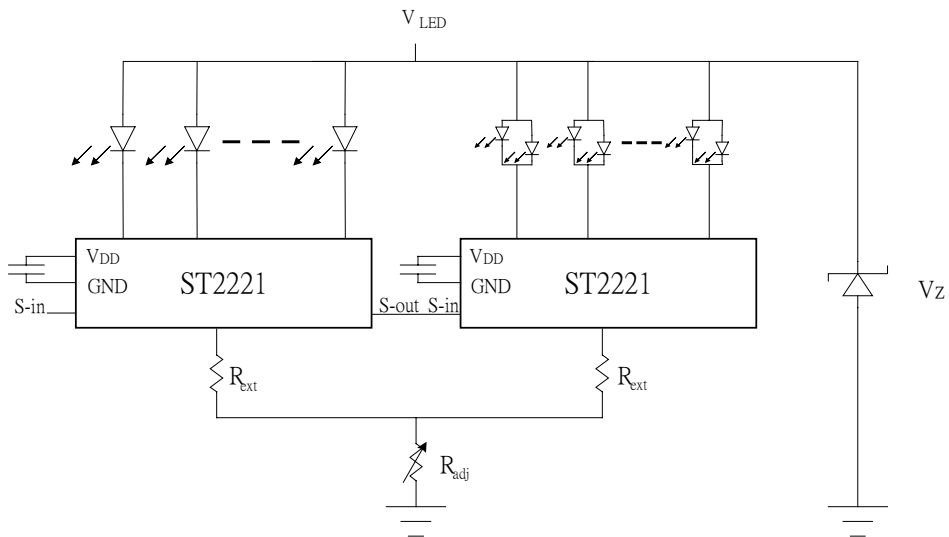 V LED
VDD
GND
S-in
ST2221
S-out
S-in
VDD
GND
ST2221
VZ
Rext
Rext
Radj